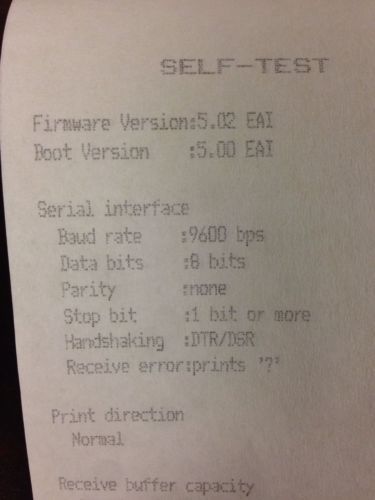 SELF-TEST
Firmware Version:5.02 EAI
Boot Version :5.00 EAI
Serial interface
Baud rate :9600 bps
Data bits :8 bits
Parity :none
Stop bit :1 bit or more
Handshaking :DTR/DSR
Receive error:prints '?'
Print direction
Normal
Receive buffer capacity